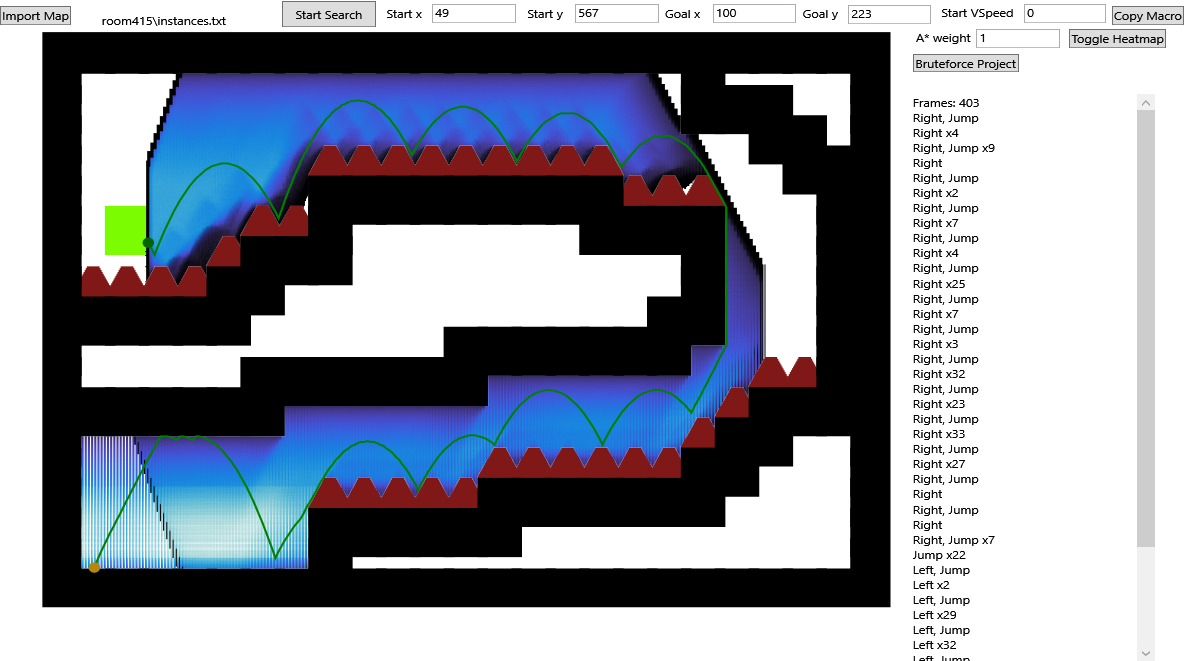 Import Map room415\instances.txt Start Search Start x 49 Start y 567 Goal x 100 Goal y 223 Start VSpeed 0 Copy Macro
A* weight 1 Toggle Heatmap
Bruteforce Project
Frames: 403
Right, Jump
Right x4
Right, Jump x9
Right
Right, Jump
Right x2
Right, Jump
Right x7
Right, Jump
Right x4
Right, Jump
Right x25
Right, Jump
Right x7
Right, Jump
Right x3
Right, Jump
Right x32
Right, Jump
Right x23
Right, Jump
Right x33
Right, Jump
Right x27
Right, Jump
Right
Right, Jump
Right
Right, Jump x7
Jump x22
Left, Jump
Left x2
Left, Jump
Left x29
Left, Jump
Left x32
Left, Jump